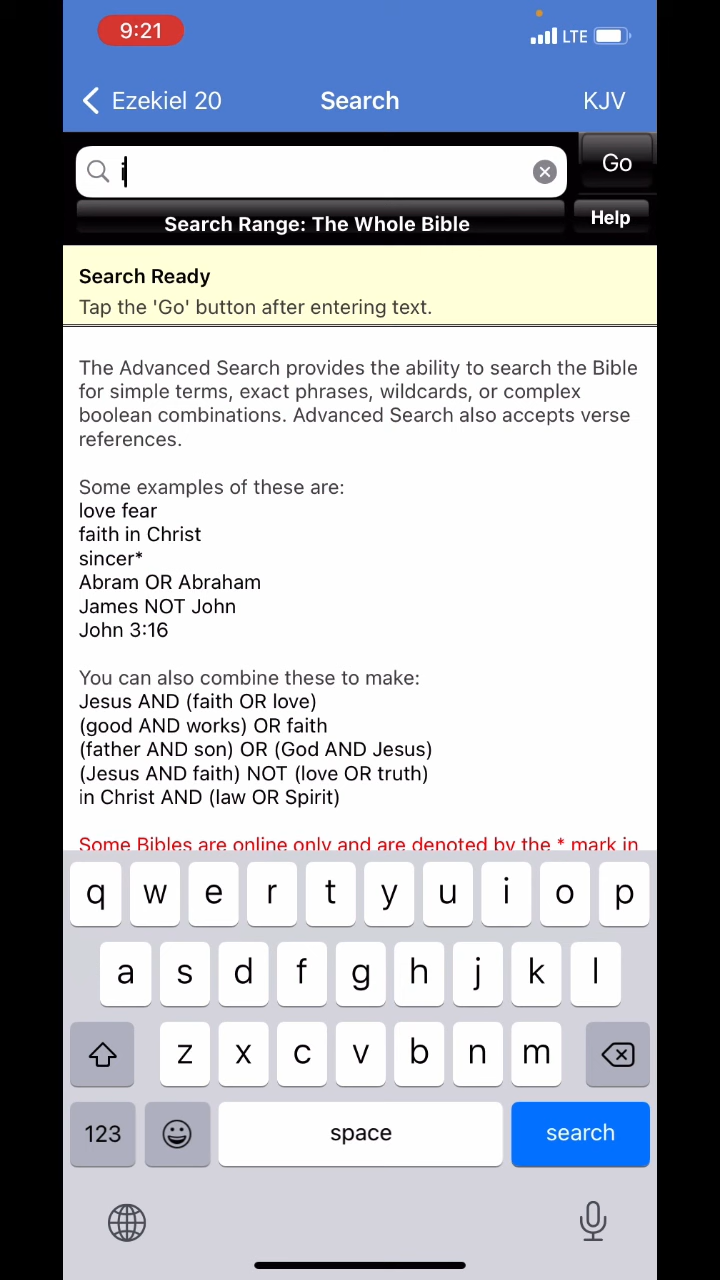 9:21
LTE
Ezekiel 20 Search KJV
i Go
Search Range: The Whole Bible Help
Search Ready
Tap the 'Go' button after entering text.
The Advanced Search provides the ability to search the Bible
for simple terms, exact phrases, wildcards, or complex
boolean combinations. Advanced Search also accepts verse
references.
Some examples of these are:
love fear
faith in Christ
sincer*
Abram OR Abraham
James NOT John
John 3:16
You can also combine these to make:
Jesus AND (faith OR love)
(good AND works) OR faith
(father AND son) OR (God AND Jesus)
(Jesus AND faith) NOT (love OR truth)
in Christ AND (law OR Spirit)
Some Bibles are online only and are denoted by the * mark in
q w e r t y u i o p
a s d f g h j k l
z x c v b n m
123 space search